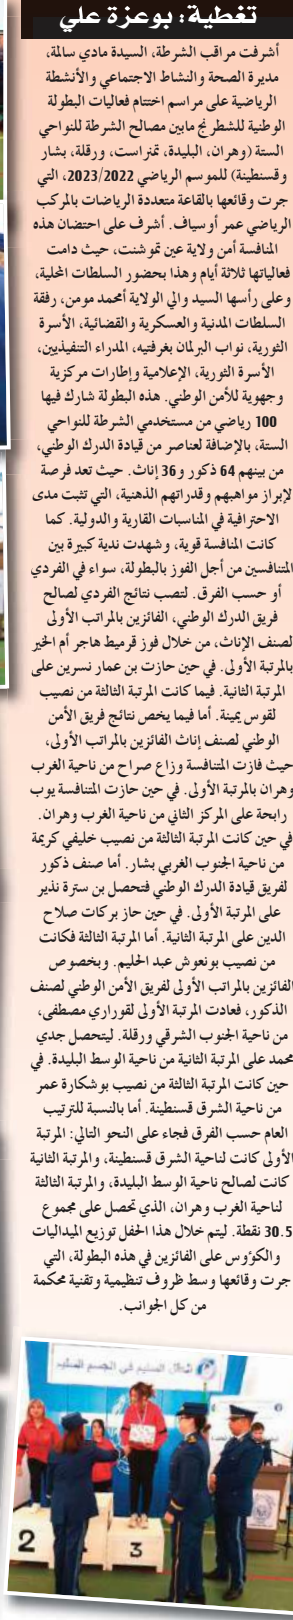 تغطية: بوعزة علي
أشرفت مراقب الشرطة، السيدة مادي سالمة،
مديرة الصحة والنشاط الاجتماعي والأنشطة
الرياضية على مراسم اختتام فعاليات البطولة
الوطنية للشطرنج مابين مصالح الشرطة للنواحي
الستة (وهران، البليدة، تمنراست، ورقلة، بشار
وقسنطينة) للموسم الرياضي 2023/2022، التي
جرت وقائعها بالقاعة متعددة الرياضات بالمركب
الرياضي عمر أوسياف. أشرف على احتضان هذه
المنافسة أمن ولاية عين تموشنت، حيث دامت
فعالياتها ثلاثة أيام وهذا بحضور السلطات المحلية،
وعلى رأسها السيد والي الولاية أمحمد مومن، رفقة
السلطات المدنية والعسكرية والقضائية، الأسرة
الثورية، نواب البرلمان بغرفتيه، المدراء التنفيذيين،
الأسرة الثورية، الإعلامية وإطارات مركزية
وجهوية للأمن الوطني. هذه البطولة شارك فيها
100 رياضي من مستخدمي الشرطة للنواحي
الستة، بالإضافة لعناصر من قيادة الدرك الوطني،
من بينهم 64 ذكور و36 إناث. حيث تعد فرصة
لإبراز مواهبهم وقدراتهم الذهنية، التي تثبت مدى
الاحترافية في المناسبات القارية والدولية. كما
كانت المنافسة قوية، وشهدت ندية كبيرة بين
المتنافسين من أجل الفوز بالبطولة، سواء في الفردي
أو حسب الفرق. لتصب نتائج الفردي لصالح
فريق الدرك الوطني، الفائزين بالمراتب الأولى
لصنف الإناث، من خلال فوز قرميط هاجر أم الخير
بالمرتبة الأولى. في حين حازت بن عمار نسرين على
المرتبة الثانية. فيما كانت المرتبة الثالثة من نصيب
لقوس يمينة. أما فيما يخص نتائج فريق الأمن
الوطني لصنف إناث الفائزين بالمراتب الأولى،
حيث فازت المتنافسة وزاع صراح من ناحية الغرب
وهران بالمرتبة الأولى. في حين حازت المتنافسة يوب
رابحة على المركز الثاني من ناحية الغرب وهران.
في حين كانت المرتبة الثالثة من نصيب خليفي كريمة
من ناحية الجنوب الغربي بشار. أما صنف ذكور
لفريق قيادة الدرك الوطني فتحصل بن سترة نذير
على المرتبة الأولى. في حين حاز بركات صلاح
الدين على المرتبة الثانية. أما المرتبة الثالثة فكانت
من نصيب بونعوش عبد الحليم. وبخصوص
الفائزين بالمراتب الأولى لفريق الأمن الوطني لصنف
الذكور، فعادت المرتبة الأولى لقوراري مصطفى،
من ناحية الجنوب الشرقي ورقلة. ليتحصل جدي
محمد على المرتبة الثانية من ناحية الوسط البليدة. في
حين كانت المرتبة الثالثة من نصيب بوشكارة عمر
من ناحية الشرق قسنطينة. أما بالنسبة للترتيب
العام حسب الفرق فجاء على النحو التالي: المرتبة
الأولى كانت لناحية الشرق قسنطينة، والمرتبة الثانية
كانت لصالح ناحية الوسط البليدة، والمرتبة الثالثة
لناحية الغرب وهران، الذي تحصل على مجموع
30.5 نقطة. ليتم خلال هذا الحفل توزيع الميداليات
والكؤوس على الفائزين في هذه البطولة، التي
جرت وقائعها وسط ظروف تنظيمية وتقنية محكمة
من كل الجوانب.
العقل السليم في الجسم السليم
2
3